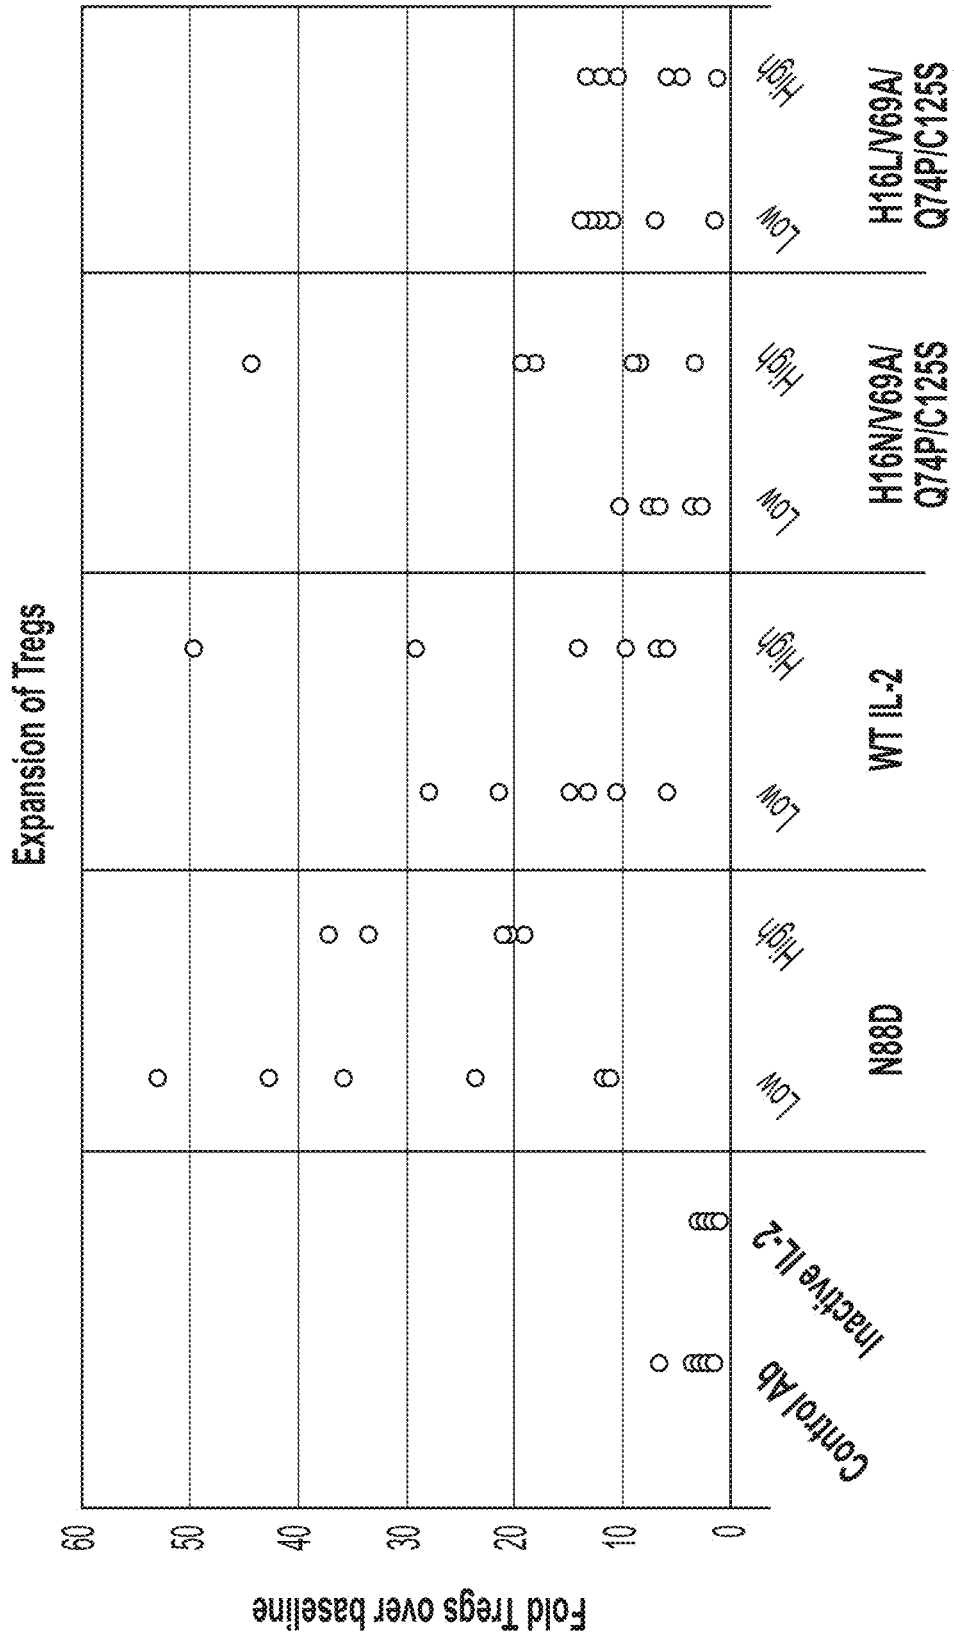 Expansion of Tregs
Fold Tregs over baseline
60
50
40
30
20
10
0
Control Ab
Inactive IL-2
Low
High
Low
High
Low
High
Low
High
N88D
WT IL-2
H16N/V69A/
Q74P/C125S
H16L/V69A/
Q74P/C125S